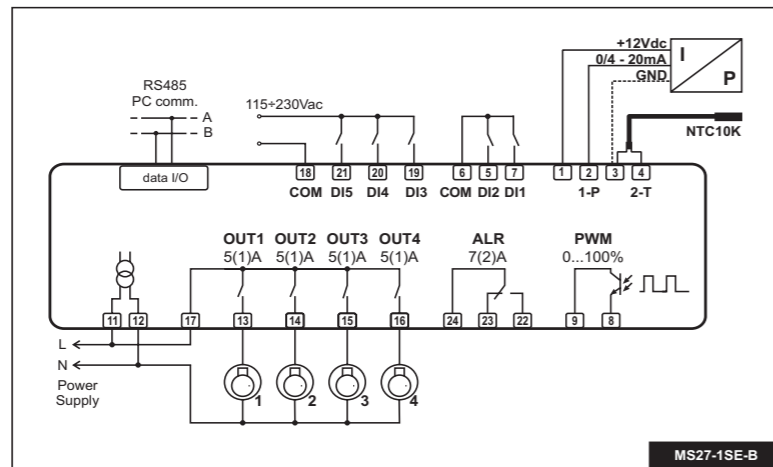 +12Vdc
0/4 - 20mA
GND
I
P
NTC10K
RS485
PC comm.
A
B
115÷230Vac
data I/O
18 21 20 19 6 5 7 1 2 3 4
COM DI5 DI4 DI3 COM DI2 DI1 1-P 2-T
OUT1 OUT2 OUT3 OUT4 ALR PWM
5(1)A 5(1)A 5(1)A 5(1)A 7(2)A 0...100%
11 12 17 13 14 15 16 24 23 22 9 8
L
N
Power
Supply
1 2 3 4
MS27-1SE-B